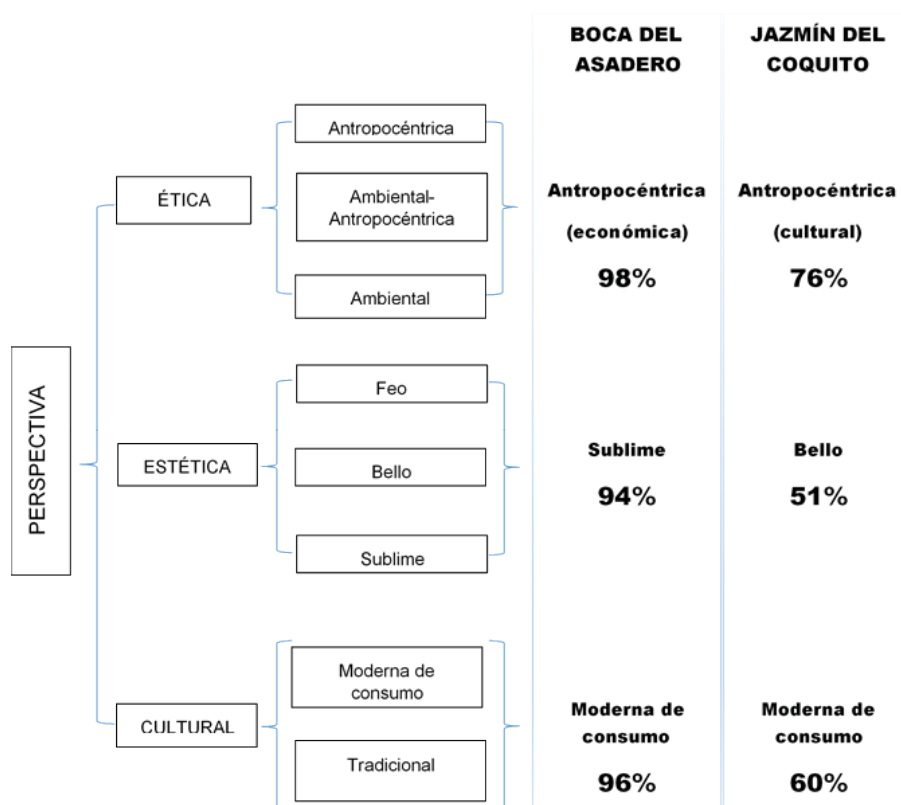 BOCA DEL
ASADERO
JAZMÍN DEL
COQUITO
PERSPECTIVA
ÉTICA
Antropocéntrica
Ambiental-
Antropocéntrica
Ambiental
Antropocéntrica
(económica)
98%
Antropocéntrica
(cultural)
76%
ESTÉTICA
Feo
Bello
Sublime
Sublime
94%
Bello
51%
CULTURAL
Moderna de
consumo
Tradicional
Moderna de
consumo
96%
Moderna de
consumo
60%